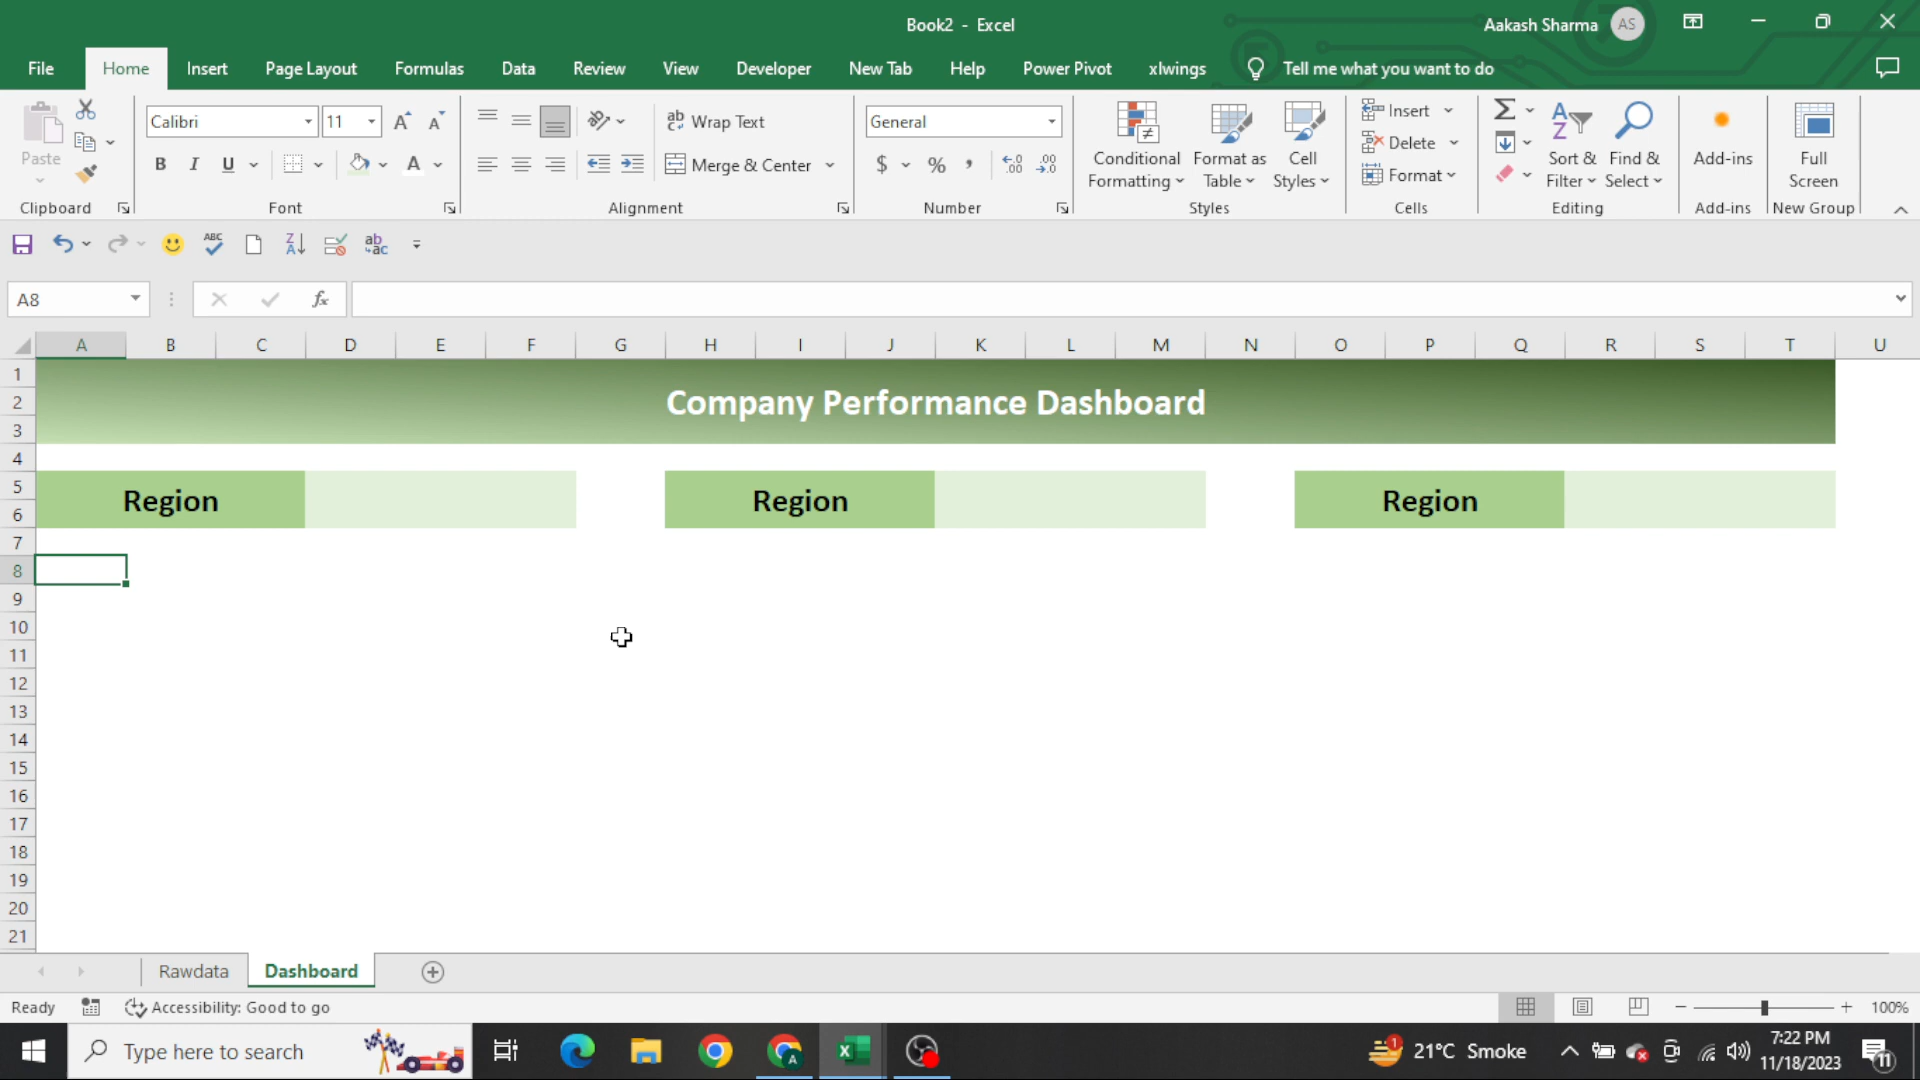 Book2 - Excel
Aakash Sharma AS
File Home Insert Page Layout Formulas Data Review View Developer New Tab Help Power Pivot xlwings Tell me what you want to do
Paste
Clipboard
Calibri 11
B I U A
Font
Wrap Text
Merge & Center
Alignment
General
$ % ,
Number
Conditional Formatting
Format as Table
Cell Styles
Styles
Insert
Delete
Format
Cells
Sort & Filter
Find & Select
Editing
Add-ins
Add-ins
Full Screen
New Group
A8
fx
A B C D E F G H I J K L M N O P Q R S T U
1
2
3
4
5
6
7
8
9
10
11
12
13
14
15
16
17
18
19
20
21
Company Performance Dashboard
Region Region Region
Rawdata Dashboard
Ready Accessibility: Good to go
100%
Type here to search
1
21°C Smoke
7:22 PM
11/18/2023
11